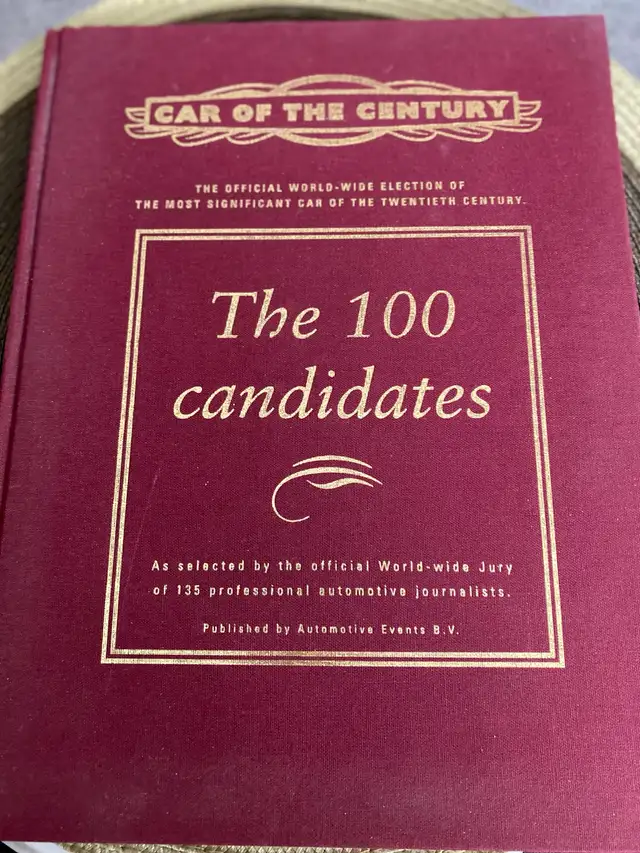 CAR OF THE CENTURY
THE OFFICIAL WORLD-WIDE ELECTION OF
THE MOST SIGNIFICANT CAR OF THE TWENTIETH CENTURY.
The 100
candidates
As selected by the official World-wide Jury
of 135 professional automotive journalists.
Published by Automotive Events B.V.